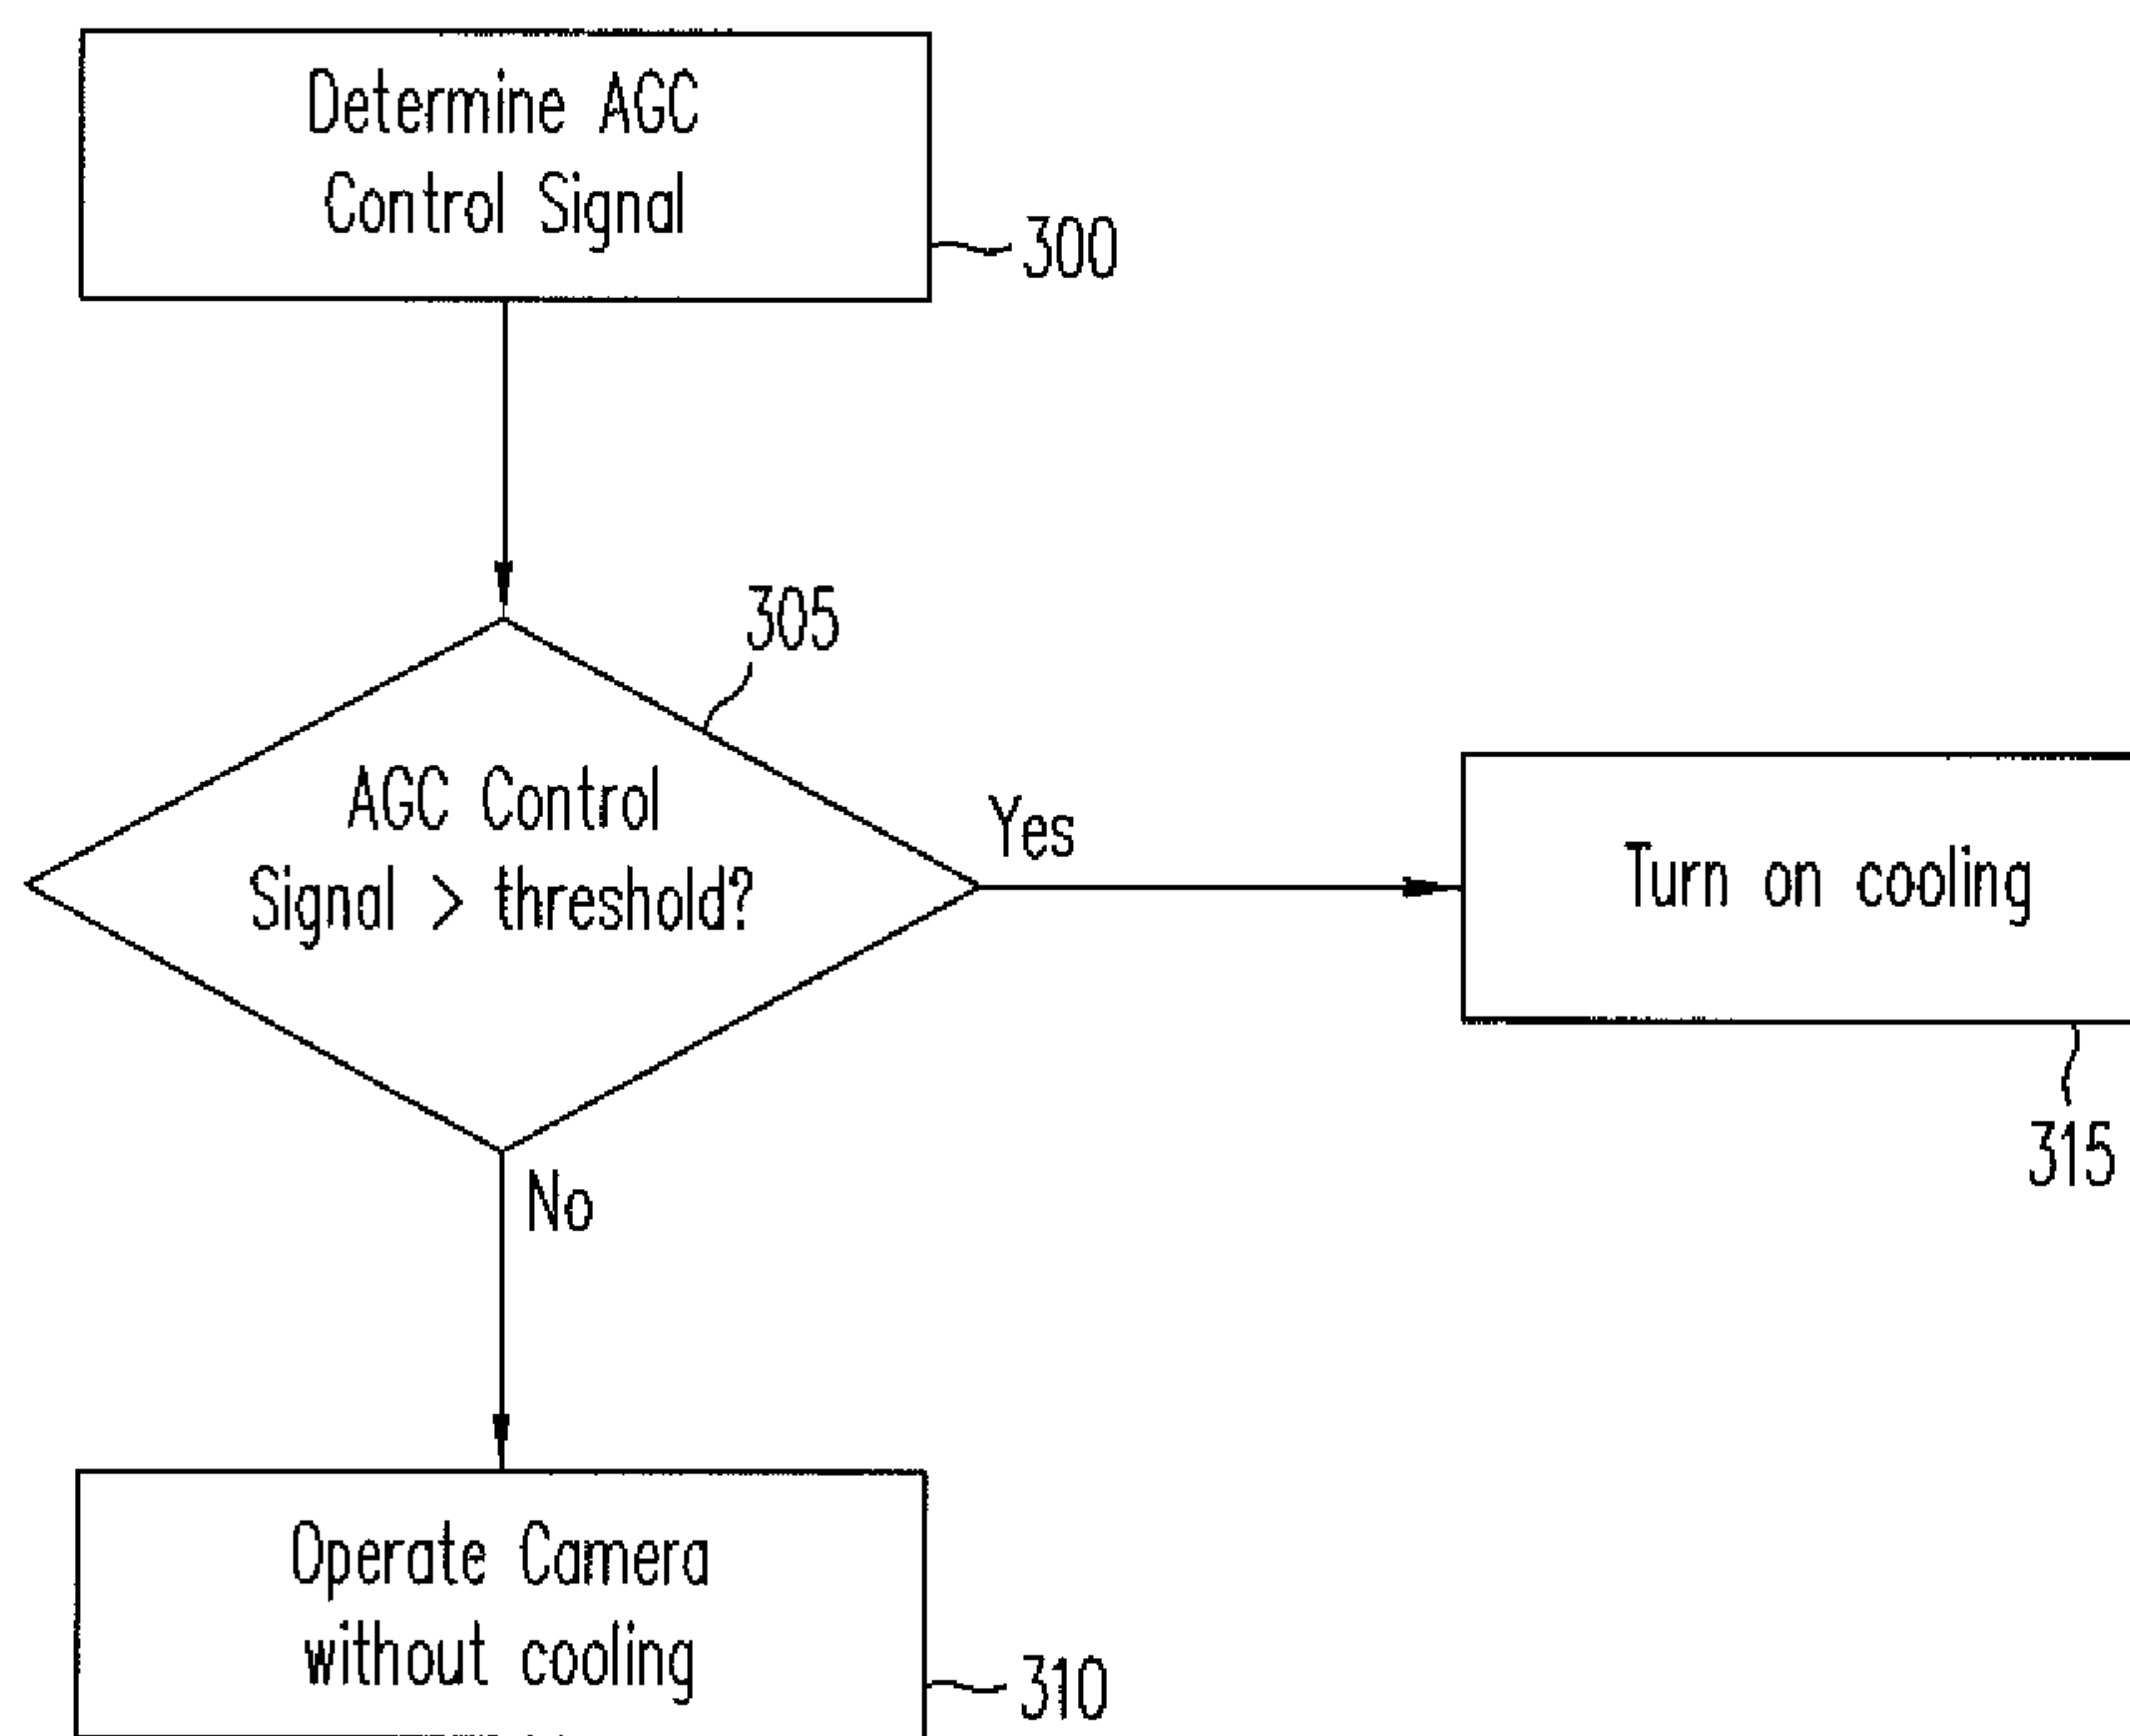 Determine AGC
Control Signal
300
305
AGC Control
Signal > threshold?
Yes
Turn on cooling
315
No
Operate Camera
without cooling
310